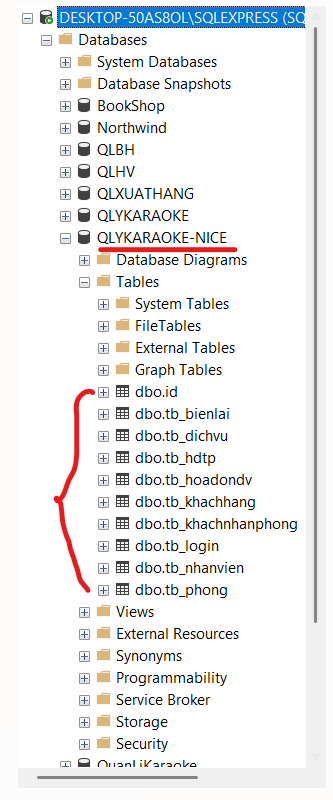 DESKTOP-50AS8OL\SQLEXPRESS (SQ
Databases
System Databases
Database Snapshots
BookShop
Northwind
QLBH
QLHV
QLXUATHANG
QLYKARAOKE
QLYKARAOKE-NICE
Database Diagrams
Tables
System Tables
FileTables
External Tables
Graph Tables
dbo.id
dbo.tb_bienlai
dbo.tb_dichvu
dbo.tb_hdtp
dbo.tb_hoadondv
dbo.tb_khachhang
dbo.tb_khachnhanphong
dbo.tb_login
dbo.tb_nhanvien
dbo.tb_phong
Views
External Resources
Synonyms
Programmability
Service Broker
Storage
Security
QuanLiKaraoke